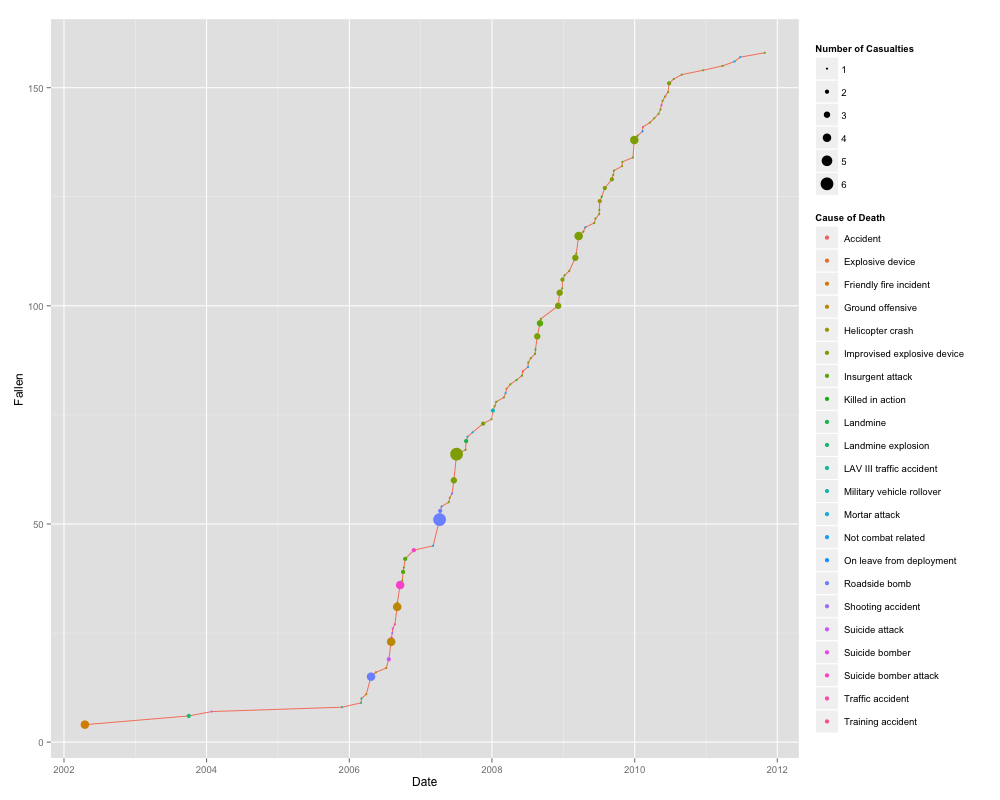 Number of Casualties
1
2
3
4
5
6
Cause of Death
Accident
Explosive device
Friendly fire incident
Ground offensive
Helicopter crash
Improvised explosive device
Insurgent attack
Killed in action
Landmine
Landmine explosion
LAV III traffic accident
Military vehicle rollover
Mortar attack
Not combat related
On leave from deployment
Roadside bomb
Shooting accident
Suicide attack
Suicide bomber
Suicide bomber attack
Traffic accident
Training accident
Fallen
150
100
50
0
2002 2004 2006 2008 2010 2012
Date